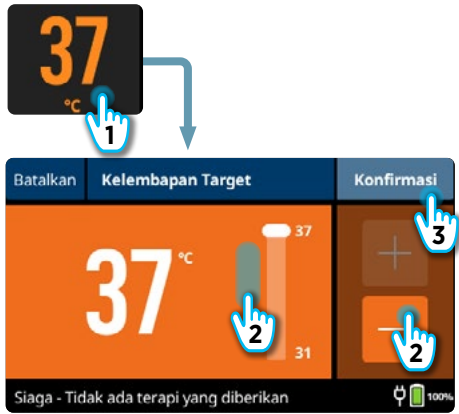 37
°C
1
Batalkan
Kelembapan Target
Konfirmasi
3
37 °C
37
2
31
2
Siaga - Tidak ada terapi yang diberikan
100%